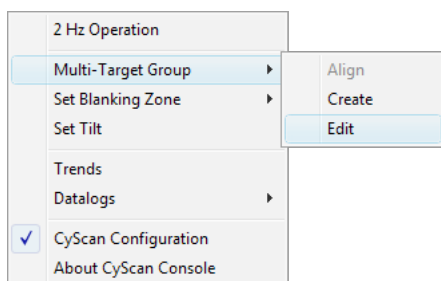 2 Hz Operation
Multi-Target Group
Align
Set Blanking Zone
Create
Set Tilt
Edit
Trends
Datalogs
CyScan Configuration
About CyScan Console